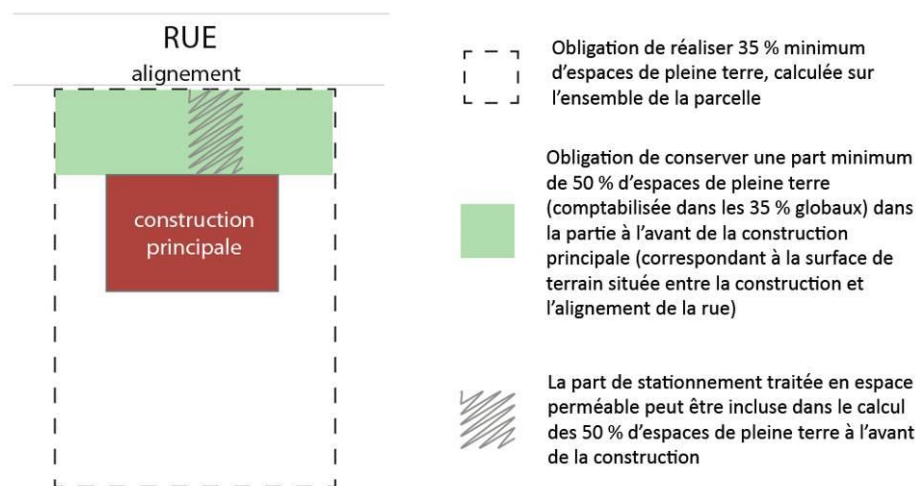 RUE
alignement
construction
principale
Obligation de réaliser 35 % minimum
d'espaces de pleine terre, calculée sur
l'ensemble de la parcelle
Obligation de conserver une part minimum
de 50 % d'espaces de pleine terre
(comptabilisée dans les 35 % globaux) dans
la partie à l'avant de la construction
principale (correspondant à la surface de
terrain située entre la construction et
l'alignement de la rue)
La part de stationnement traitée en espace
perméable peut être incluse dans le calcul
des 50 % d'espaces de pleine terre à l'avant
de la construction